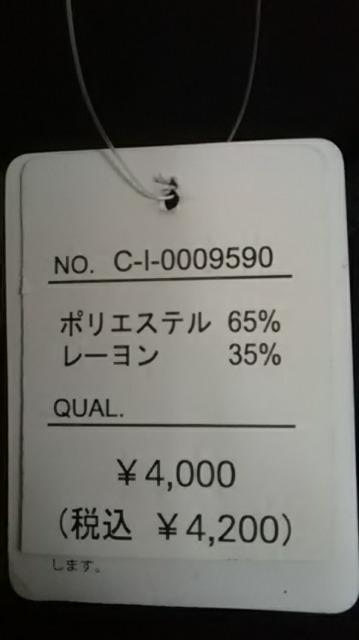 NO. C-I-0009590
ポリエステル 65%
レーヨン 35%
QUAL.
￥4,000
(税込 ￥4,200)
します。